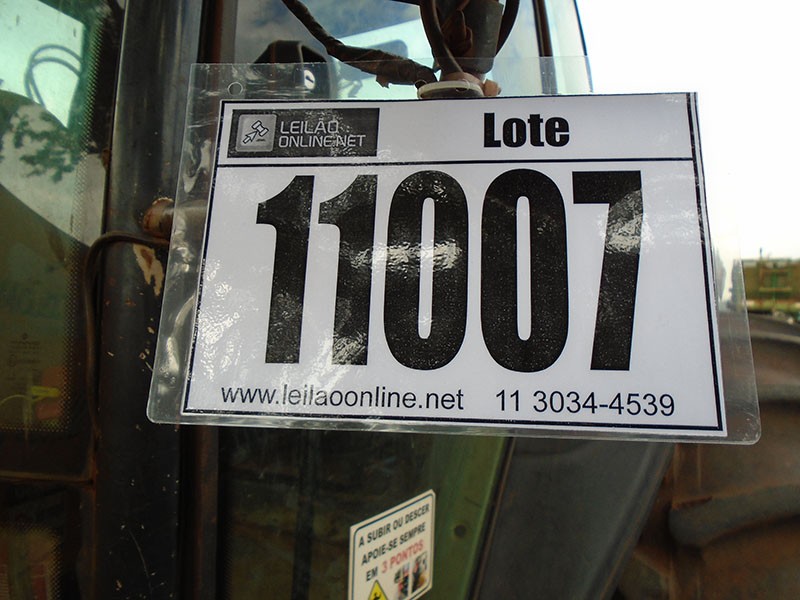 LEILÃO
ONLINE.NET
Lote
11007
www.leilaoonline.net 11 3034-4539
A SUBIR OU DESCER
APOIE-SE SEMPRE
EM 3 PONTOS